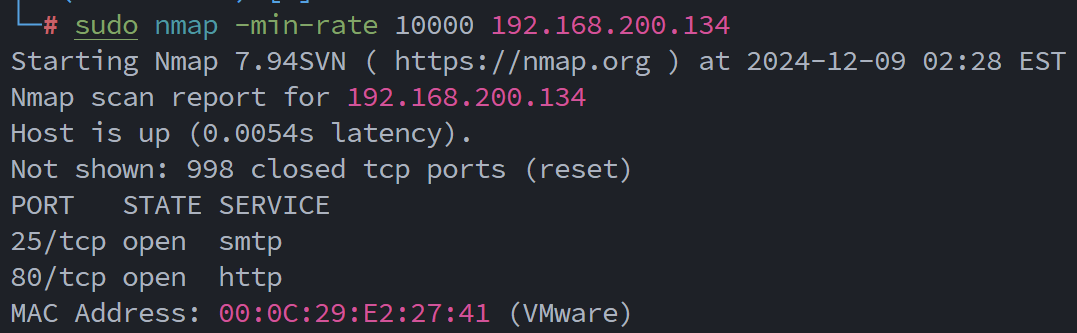 └─# sudo nmap -min-rate 10000 192.168.200.134
Starting Nmap 7.94SVN ( https://nmap.org ) at 2024-12-09 02:28 EST
Nmap scan report for 192.168.200.134
Host is up (0.0054s latency).
Not shown: 998 closed tcp ports (reset)
PORT   STATE SERVICE
25/tcp open  smtp
80/tcp open  http
MAC Address: 00:0C:29:E2:27:41 (VMware)